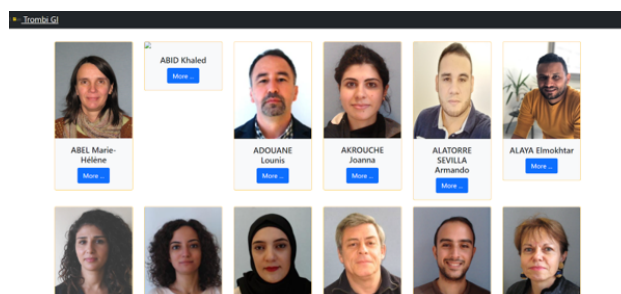 Trombi GI
ABEL Marie-
Hélène
More ...
ABID Khaled
More ...
ADOUANE
Lounis
More ...
AKROUCHE
Joanna
More ...
ALATORRE
SEVILLA
Armando
More ...
ALAYA Elmokhtar
More ...